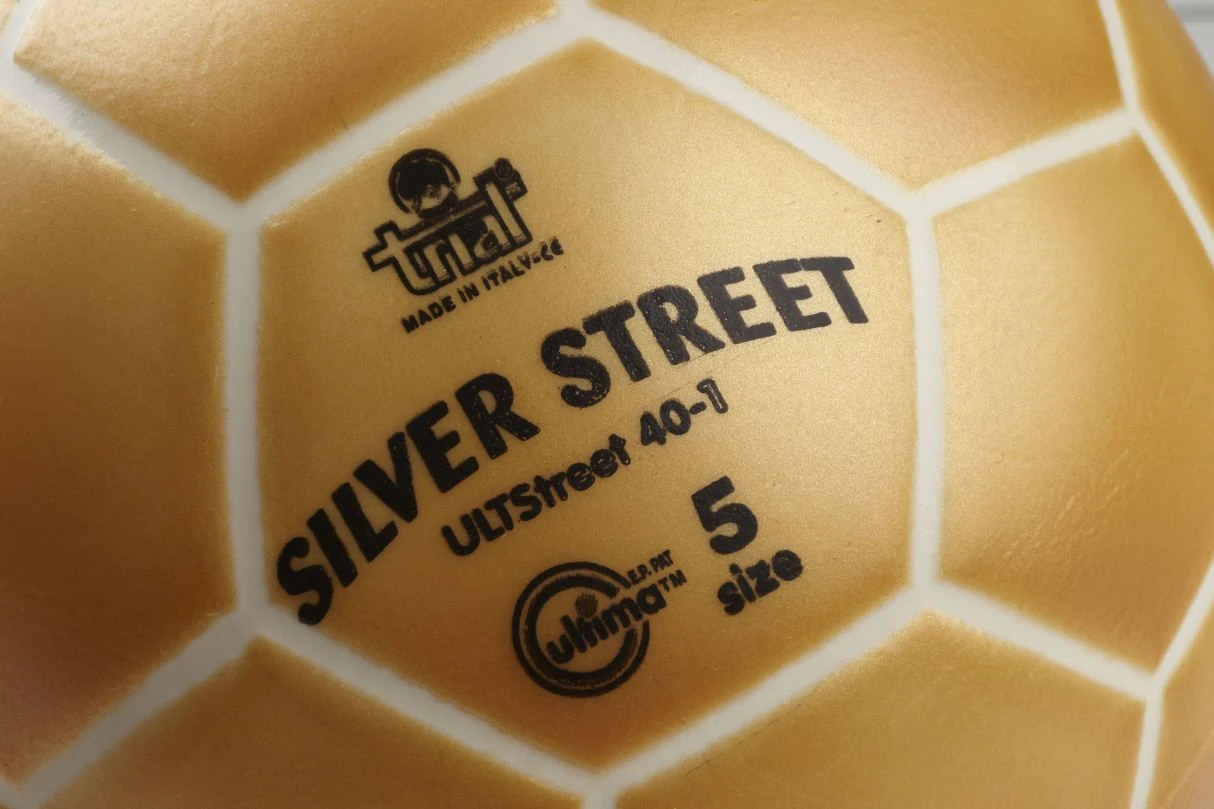 trial
MADE IN ITALY-CE
SILVER STREET
ULTStreet 40-1
5
size
E.P. PAT
ultima™